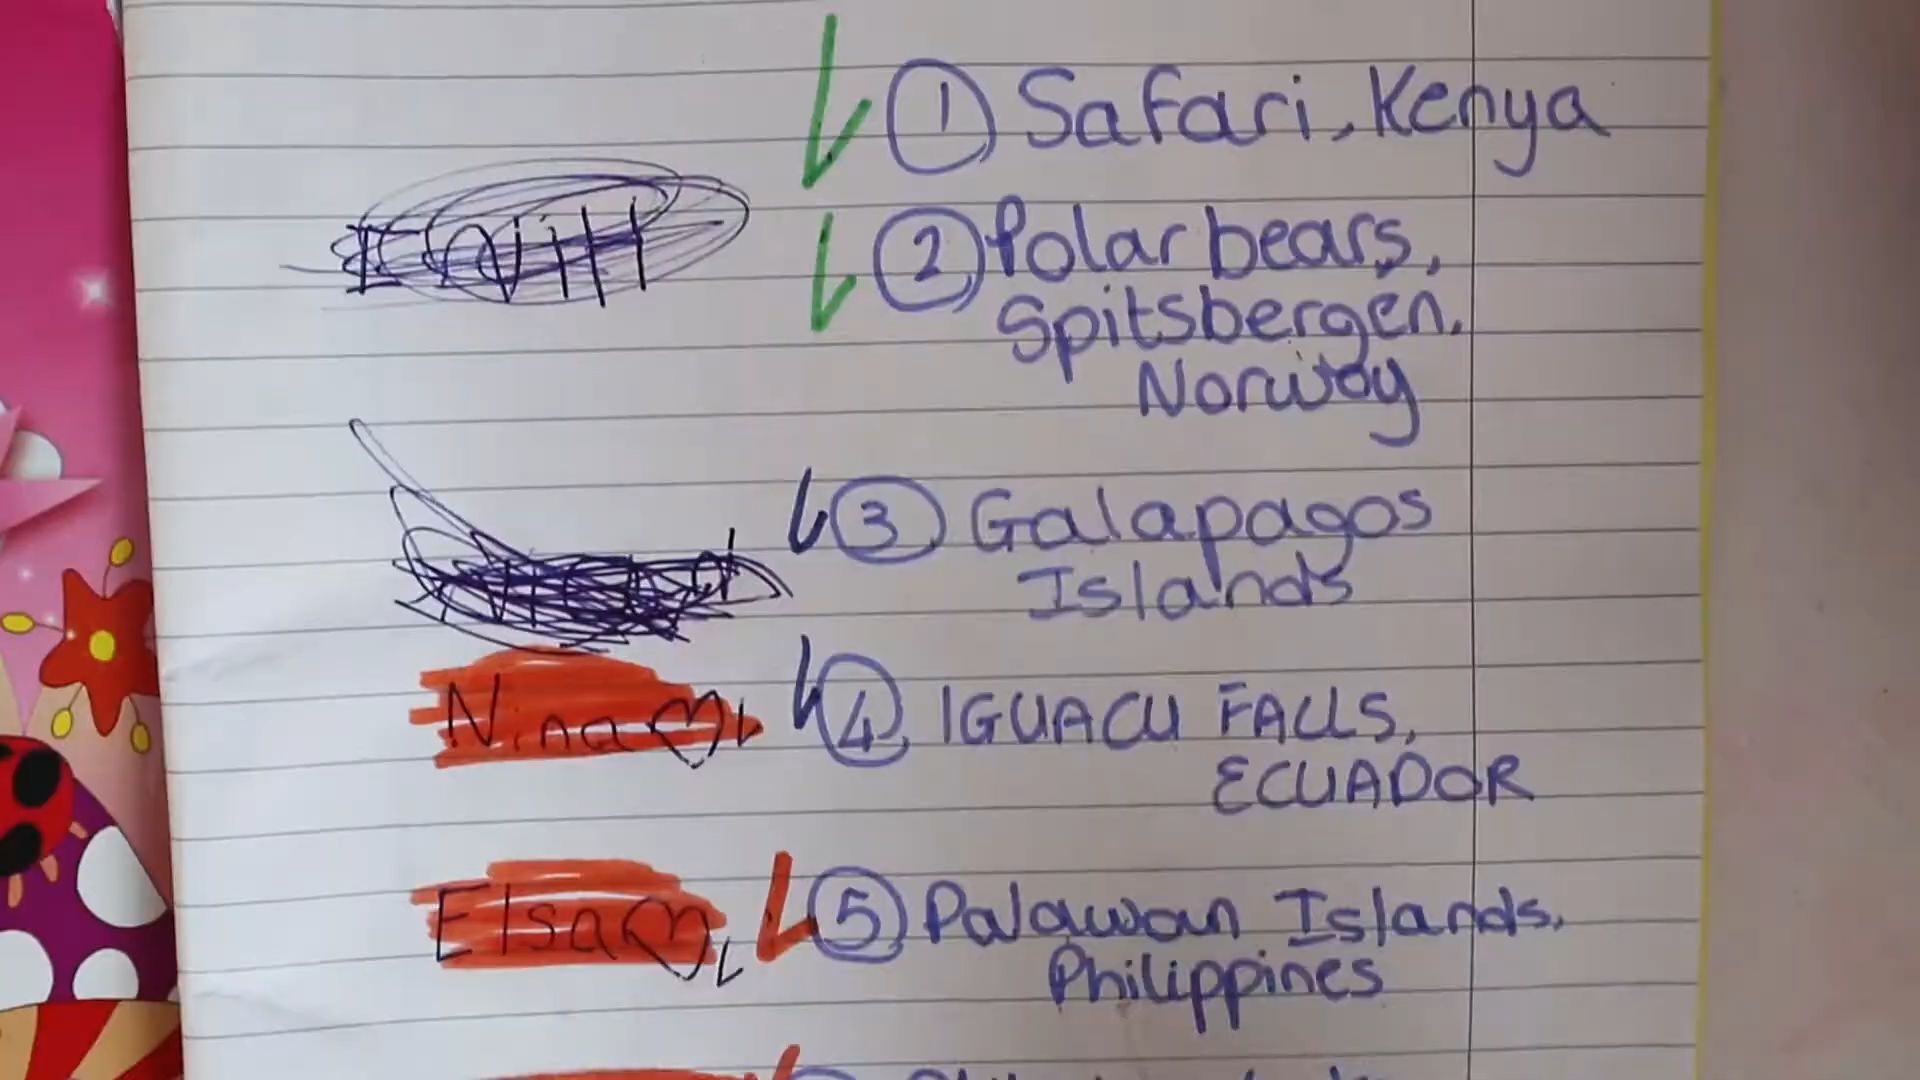 1 Safari, Kenya
2 Polar bears,
Spitsbergen,
Norway
3 Galapagos
Islands
Nina
4 IGUACU FALLS,
ECUADOR
Elsa
5 Palawan Islands,
Philippines